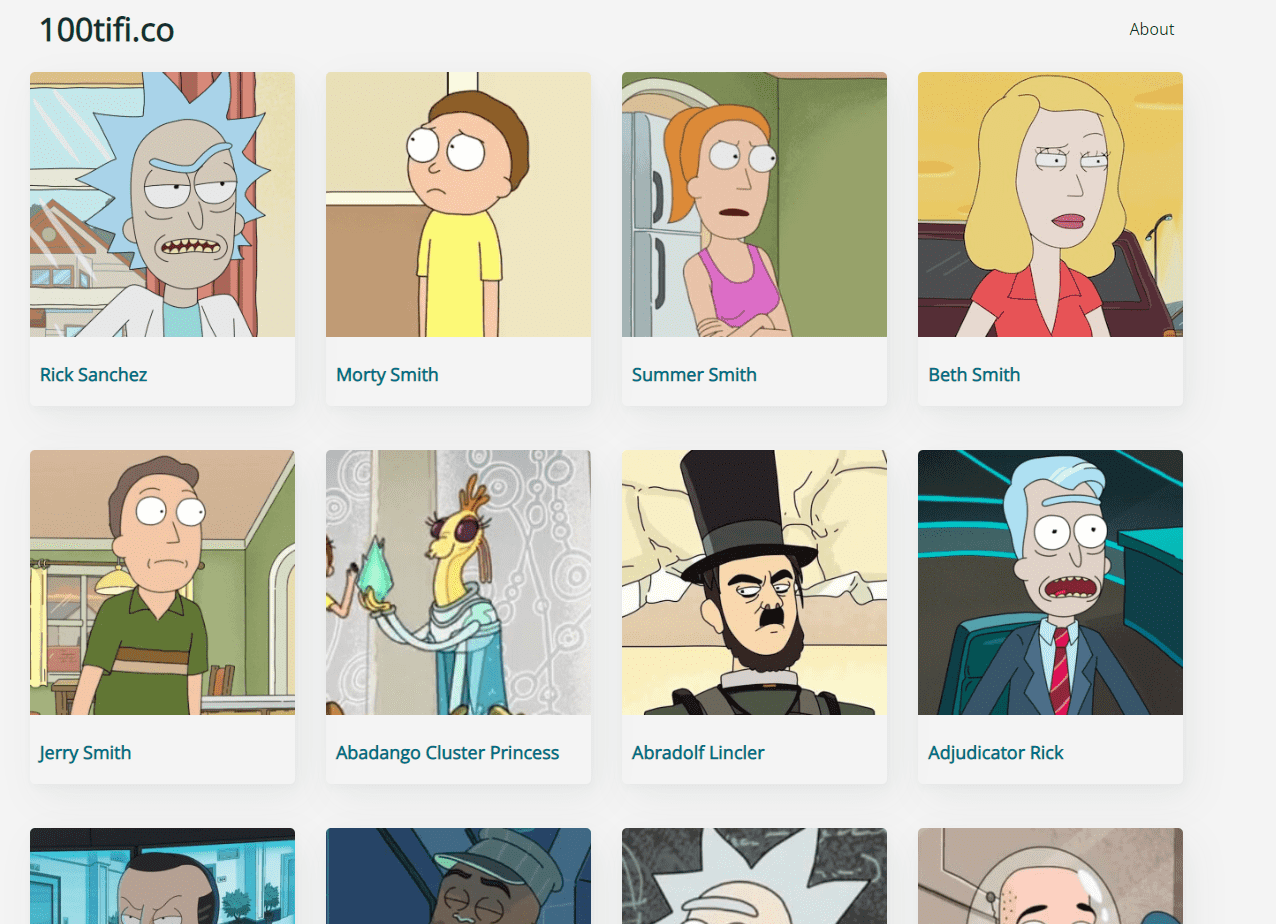 100tifi.co
About
Rick Sanchez
Morty Smith
Summer Smith
Beth Smith
Jerry Smith
Abadango Cluster Princess
Abradolf Lincler
Adjudicator Rick